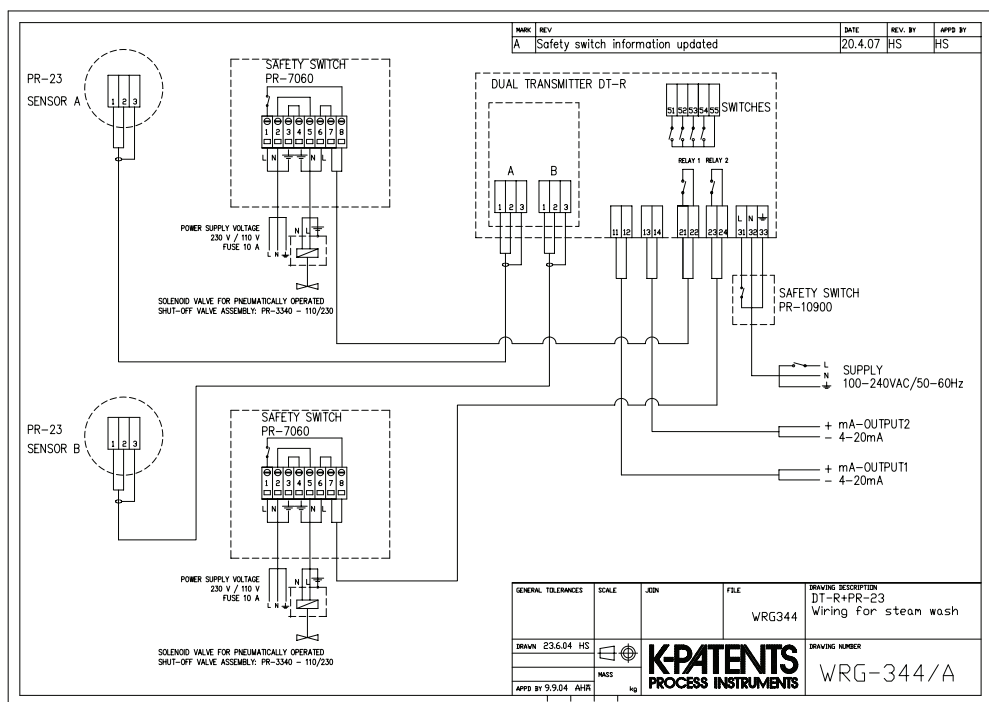 MARK REV DATE REV. BY APPD BY
A Safety switch information updated 20.4.07 HS HS
PR-23
SENSOR A
1 2 3
SAFETY SWITCH
PR-7060
1 2 3 4 5 6 7 8
L N N L
POWER SUPPLY VOLTAGE
230 V / 110 V
FUSE 10 A
L N
N L
SOLENOID VALVE FOR PNEUMATICALLY OPERATED
SHUT-OFF VALVE ASSEMBLY: PR-3340 - 110/230
DUAL TRANSMITTER DT-R
51 52 53 54 55
SWITCHES
RELAY 1 RELAY 2
A B
1 2 3 1 2 3
L N
11 12 13 14 21 22 23 24 31 32 33
SAFETY SWITCH
PR-10900
L
N
SUPPLY
100-240VAC/50-60Hz
+ mA-OUTPUT2
- 4-20mA
+ mA-OUTPUT1
- 4-20mA
PR-23
SENSOR B
1 2 3
SAFETY SWITCH
PR-7060
1 2 3 4 5 6 7 8
L N N L
POWER SUPPLY VOLTAGE
230 V / 110 V
FUSE 10 A
L N
N L
SOLENOID VALVE FOR PNEUMATICALLY OPERATED
SHUT-OFF VALVE ASSEMBLY: PR-3340 - 110/230
GENERAL TOLERANCES SCALE JOIN FILE DRAWING DESCRIPTION
WRG344
DT-R+PR-23
Wiring for steam wash
DRAWN 23.6.04 HS
MASS
kg
APPD BY 9.9.04 AHÄ
K-PATENTS
PROCESS INSTRUMENTS
DRAWING NUMBER
WRG-344/A